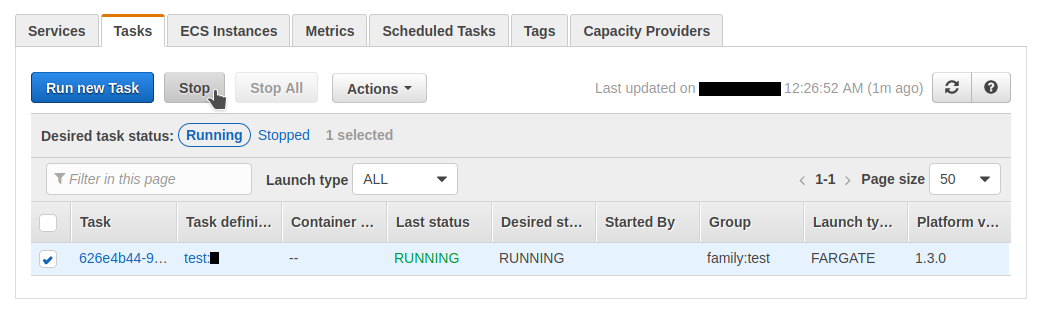 Services Tasks ECS Instances Metrics Scheduled Tasks Tags Capacity Providers
Run new Task Stop Stop All Actions Last updated on 12:26:52 AM (1m ago)
Desired task status: Running Stopped 1 selected
Filter in this page Launch type ALL 1-1 Page size 50
Task Task defini... Container ... Last status Desired st... Started By Group Launch ty... Platform v...
626e4b44-9... test: -- RUNNING RUNNING family:test FARGATE 1.3.0